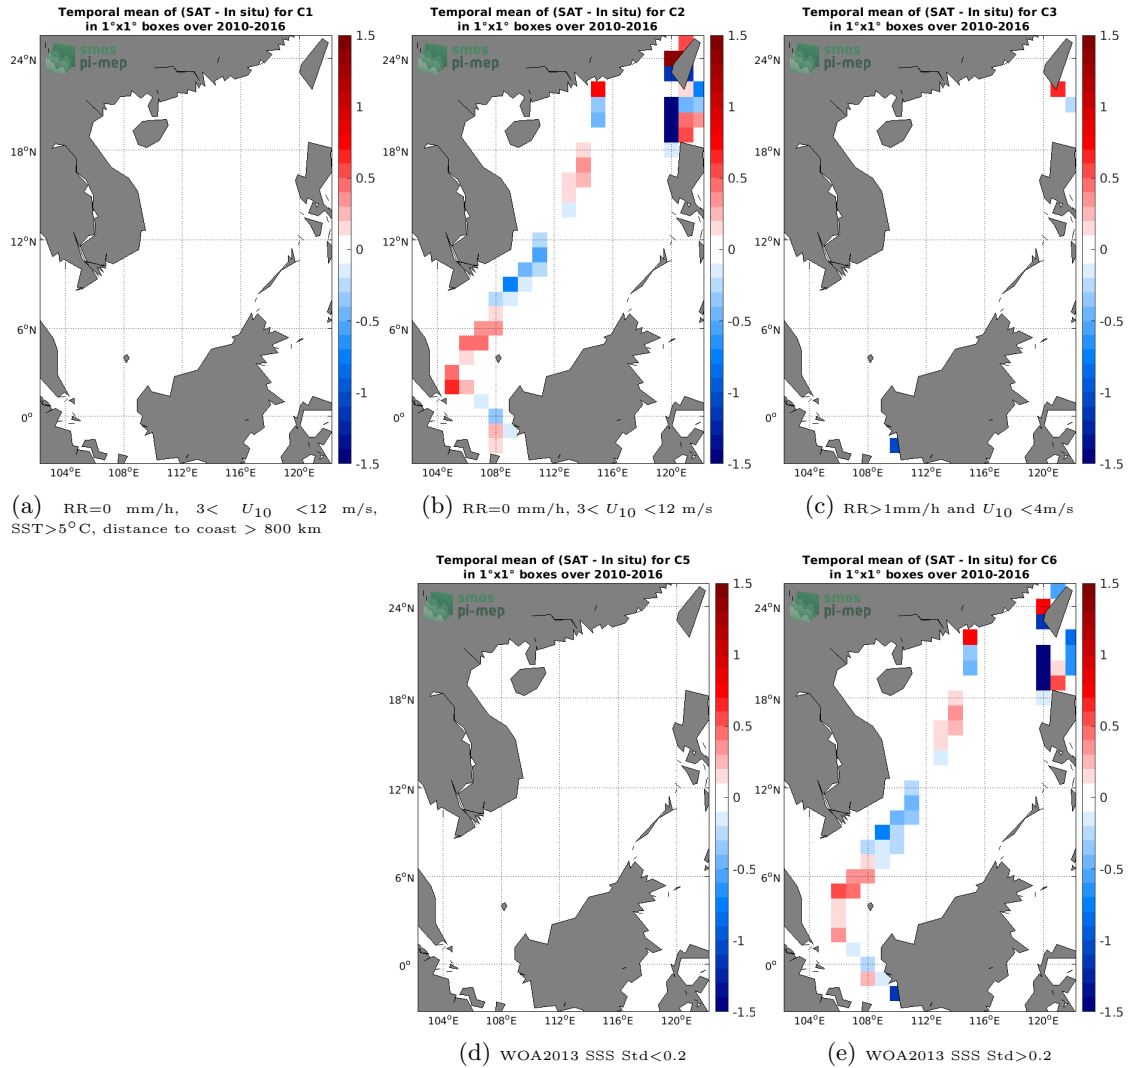 Temporal mean of (SAT - In situ) for C1
in 1°x1° boxes over 2010-2016
smos
pi-mep
24°N
18°N
12°N
6°N
0°
104°E 108°E 112°E 116°E 120°E
1.5
1
0.5
0
-0.5
-1
-1.5
(a) RR=0 mm/h, 3< U10 <12 m/s,
SST>5°C, distance to coast > 800 km
Temporal mean of (SAT - In situ) for C2
in 1°x1° boxes over 2010-2016
smos
pi-mep
24°N
18°N
12°N
6°N
0°
104°E 108°E 112°E 116°E 120°E
1.5
1
0.5
0
-0.5
-1
-1.5
(b) RR=0 mm/h, 3< U10 <12 m/s
Temporal mean of (SAT - In situ) for C3
in 1°x1° boxes over 2010-2016
smos
pi-mep
24°N
18°N
12°N
6°N
0°
104°E 108°E 112°E 116°E 120°E
1.5
1
0.5
0
-0.5
-1
-1.5
(c) RR>1mm/h and U10 <4m/s
Temporal mean of (SAT - In situ) for C5
in 1°x1° boxes over 2010-2016
smos
pi-mep
24°N
18°N
12°N
6°N
0°
104°E 108°E 112°E 116°E 120°E
1.5
1
0.5
0
-0.5
-1
-1.5
(d) WOA2013 SSS Std<0.2
Temporal mean of (SAT - In situ) for C6
in 1°x1° boxes over 2010-2016
smos
pi-mep
24°N
18°N
12°N
6°N
0°
104°E 108°E 112°E 116°E 120°E
1.5
1
0.5
0
-0.5
-1
-1.5
(e) WOA2013 SSS Std>0.2